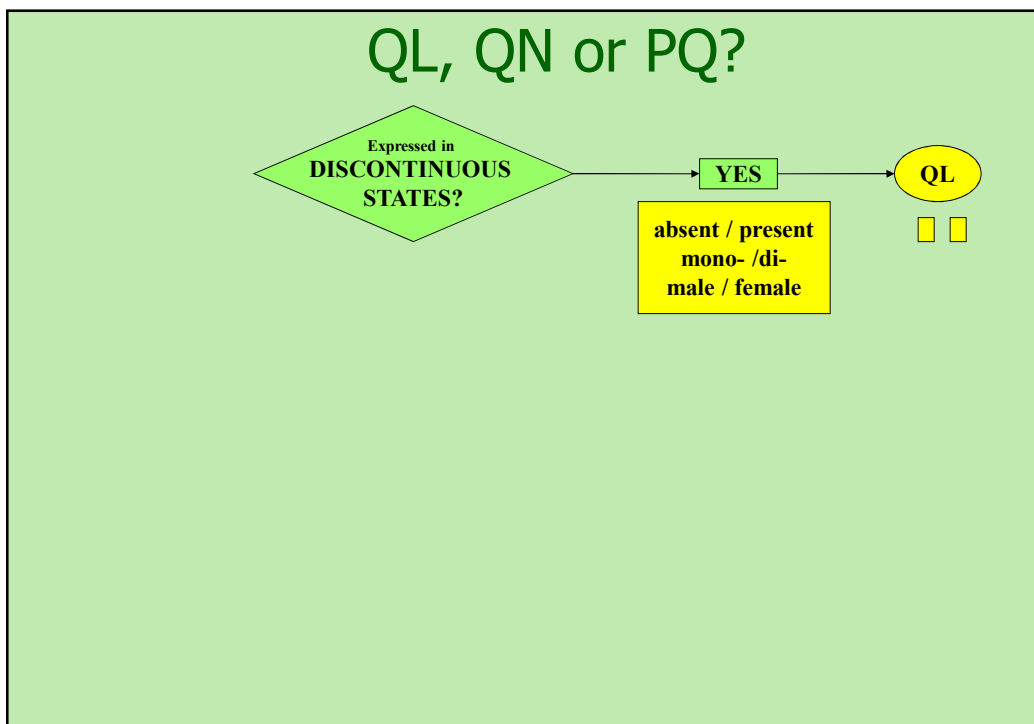 QL, QN or PQ?
Expressed in
DISCONTINUOUS
STATES?
YES
QL
absent / present
mono- /di-
male / female